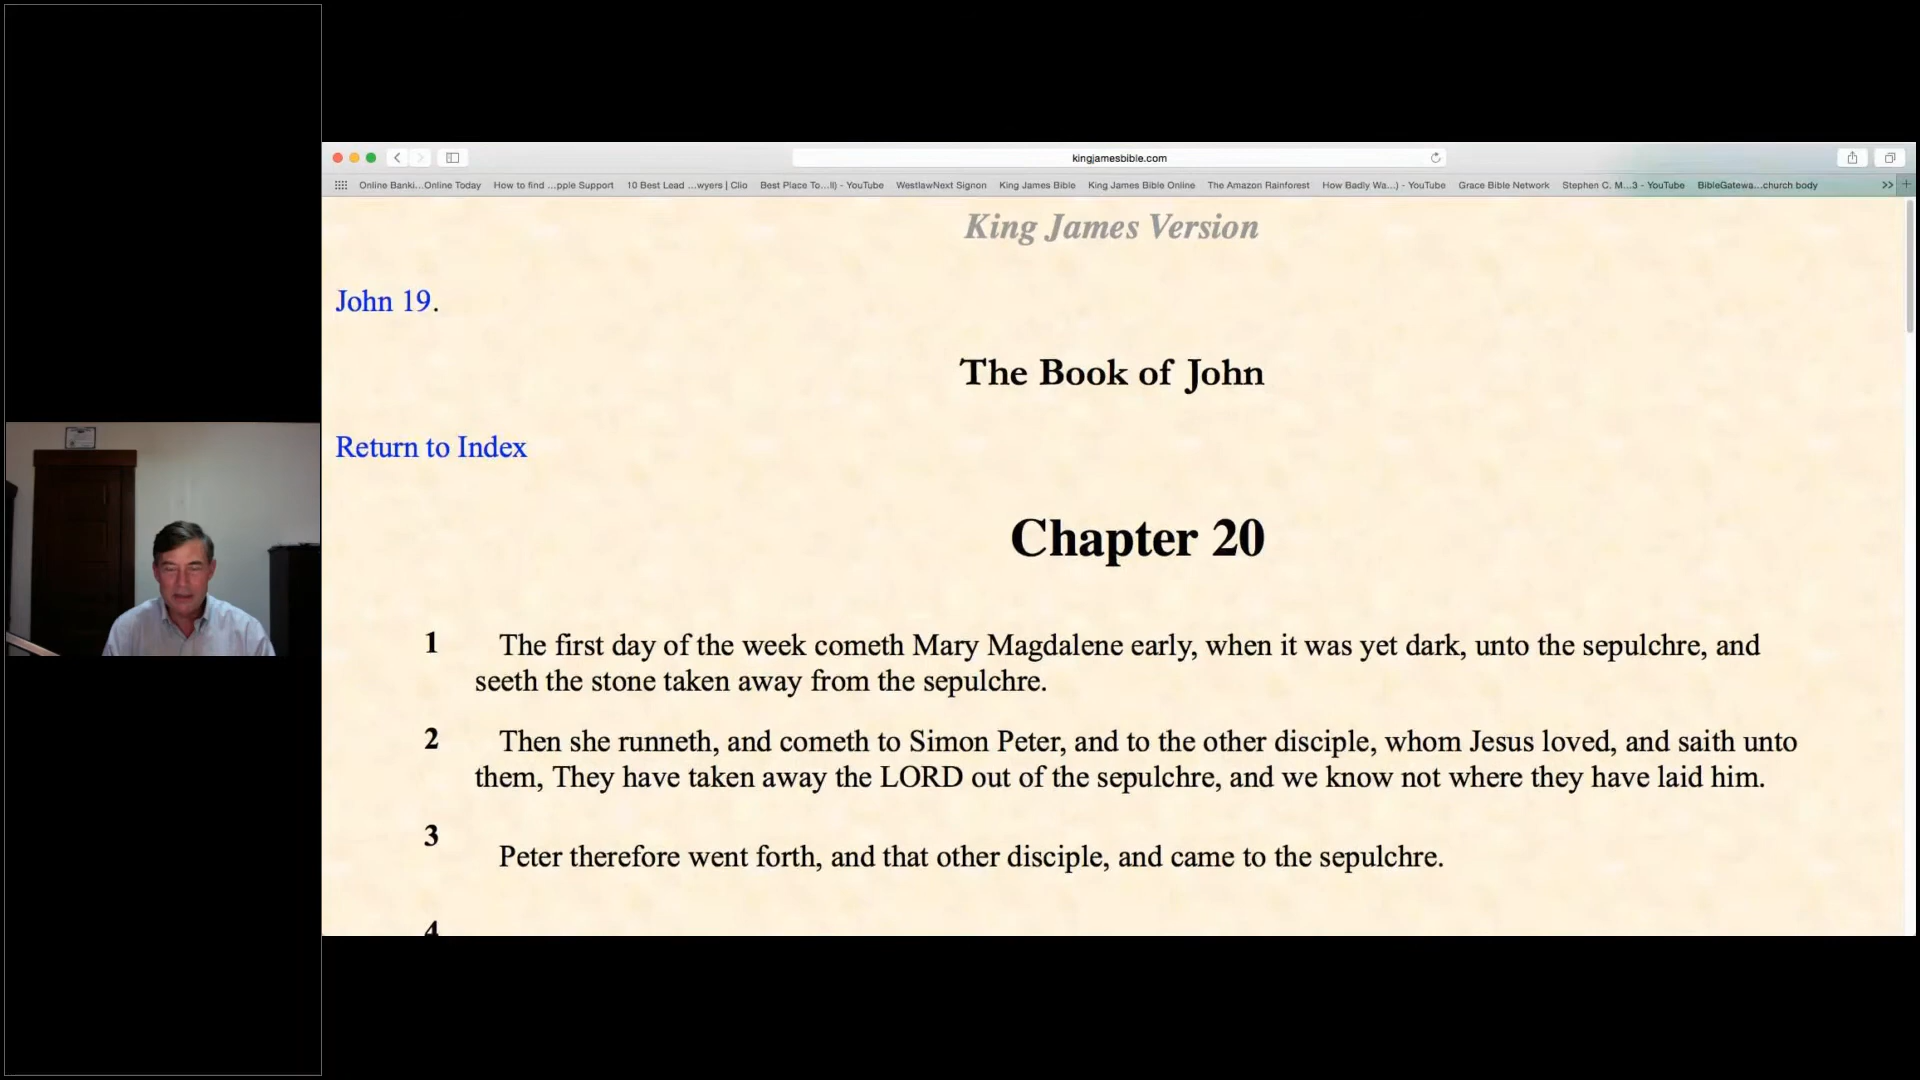 kingjamesbible.com
Online Banki...Online Today How to find ...pple Support 10 Best Lead ...wyers | Clio Best Place To...ll) - YouTube WestlawNext Signon King James Bible King James Bible Online The Amazon Rainforest How Badly Wa...) - YouTube Grace Bible Network Stephen C. M...3 - YouTube BibleGatewa...church body
King James Version
John 19.
The Book of John
Return to Index
Chapter 20
1 The first day of the week cometh Mary Magdalene early, when it was yet dark, unto the sepulchre, and
seeth the stone taken away from the sepulchre.
2 Then she runneth, and cometh to Simon Peter, and to the other disciple, whom Jesus loved, and saith unto
them, They have taken away the LORD out of the sepulchre, and we know not where they have laid him.
3 Peter therefore went forth, and that other disciple, and came to the sepulchre.
4